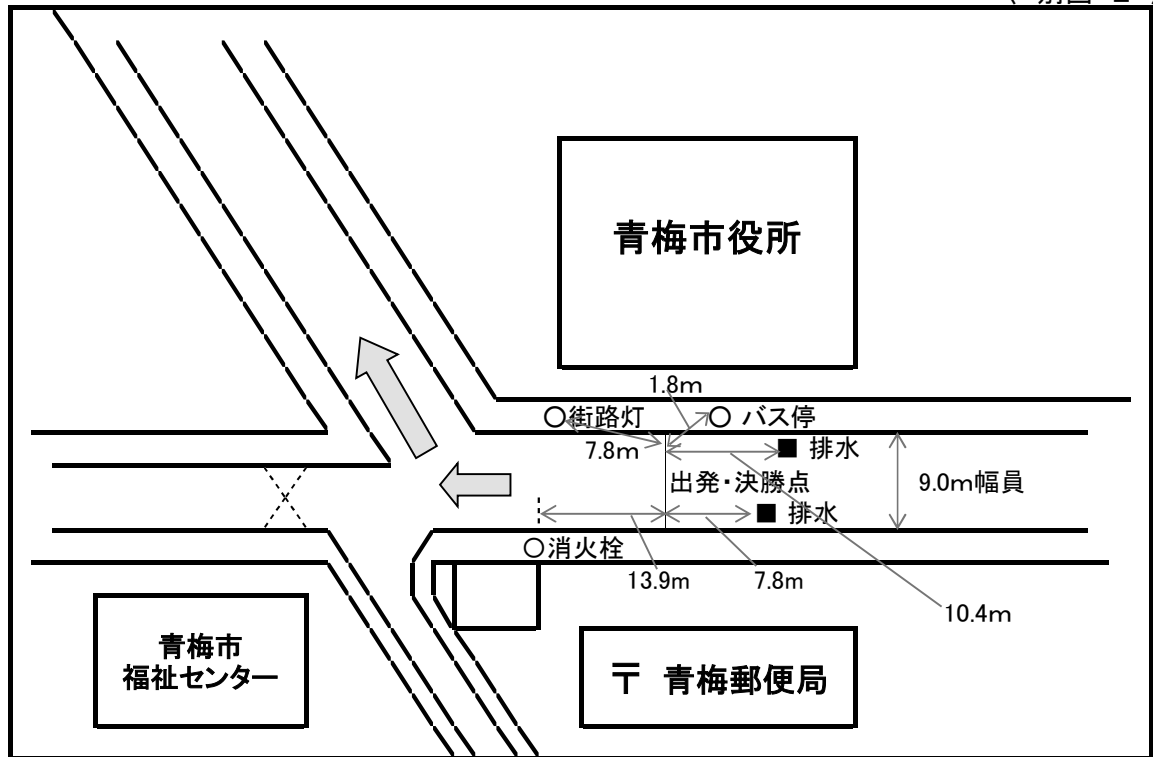 青梅市役所
1.8m
○街路灯
○ バス停
7.8m
■ 排水
出発・決勝点
9.0m幅員
■ 排水
○消火栓
13.9m
7.8m
10.4m
青梅市
福祉センター
〒 青梅郵便局